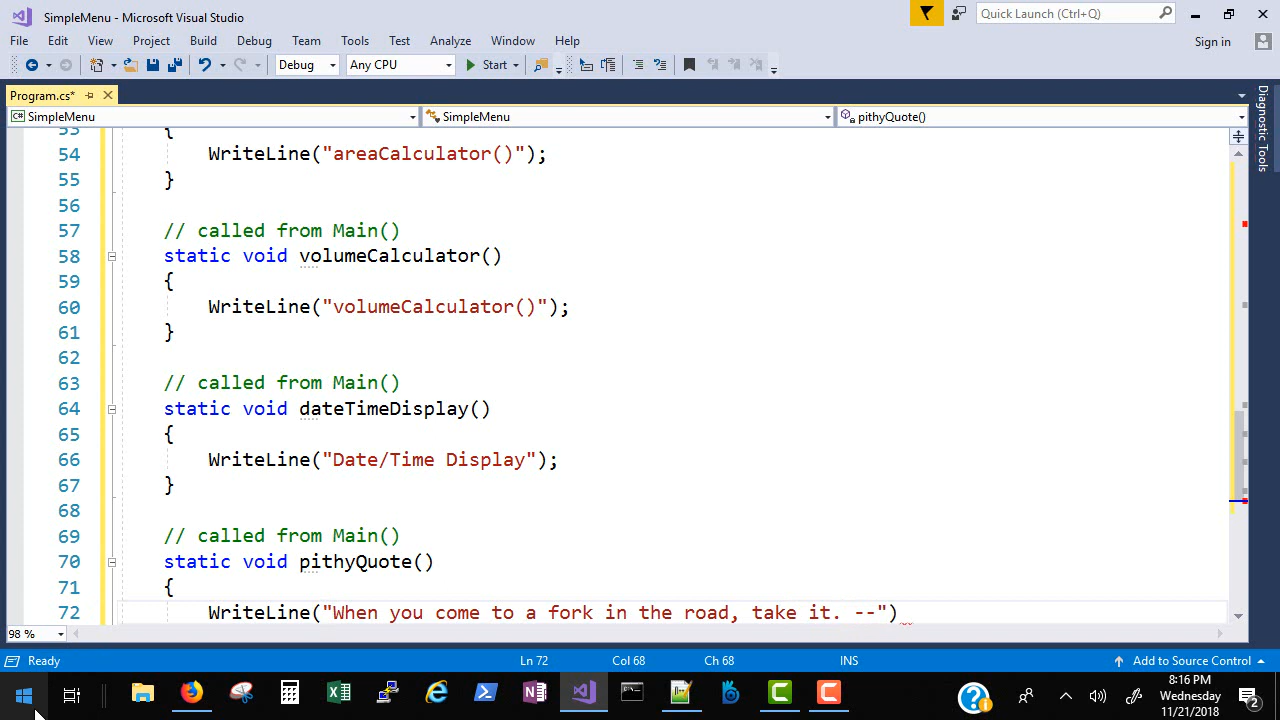 SimpleMenu - Microsoft Visual Studio
Quick Launch (Ctrl+Q)
File Edit View Project Build Debug Team Tools Test Analyze Window Help
Sign in
Debug Any CPU Start
Program.cs*
C# SimpleMenu SimpleMenu pithyQuote()
Diagnostic Tools
53 {
54 WriteLine("areaCalculator()");
55 }
56
57 // called from Main()
58 static void volumeCalculator()
59 {
60 WriteLine("volumeCalculator()");
61 }
62
63 // called from Main()
64 static void dateTimeDisplay()
65 {
66 WriteLine("Date/Time Display");
67 }
68
69 // called from Main()
70 static void pithyQuote()
71 {
72 WriteLine("When you come to a fork in the road, take it. --")
98 %
Ready Ln 72 Col 68 Ch 68 INS Add to Source Control
8:16 PM
Wednesday
11/21/2018
2